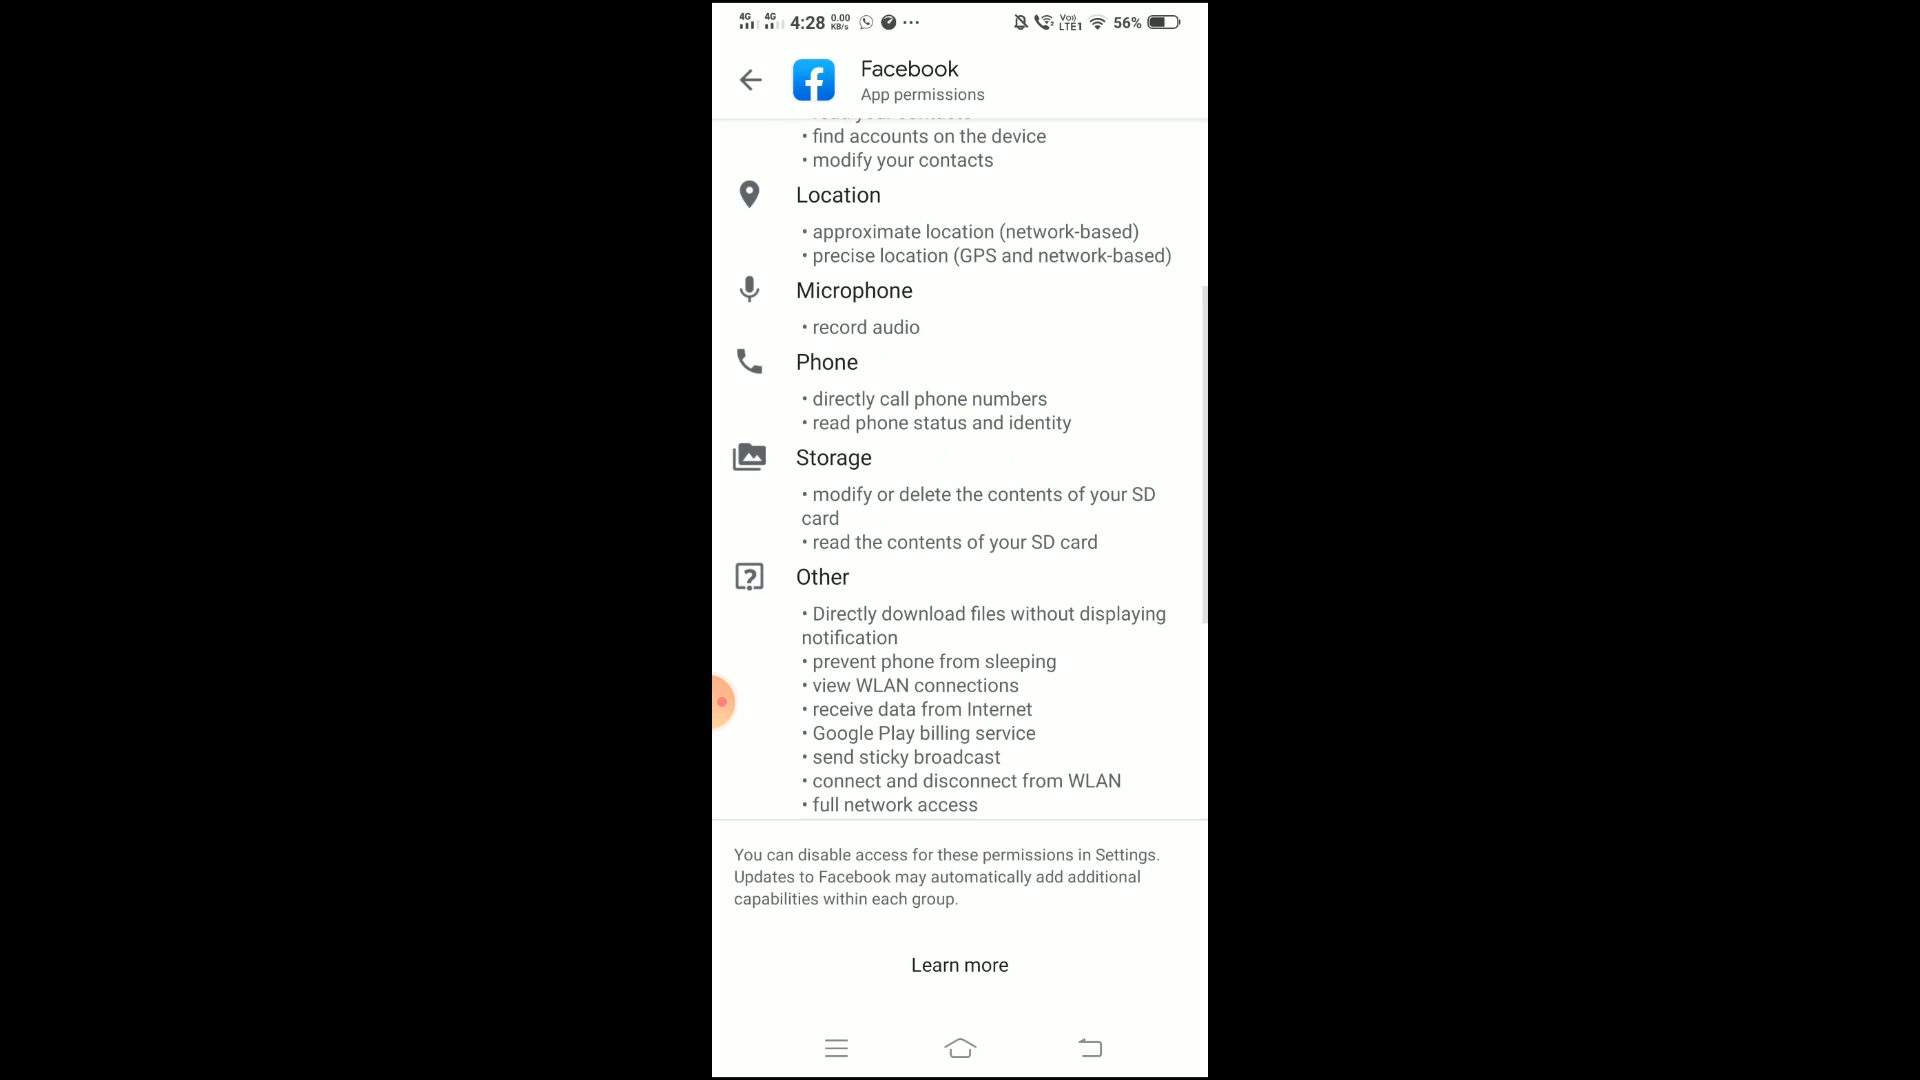 4G 4G 4:28 0.00 KB/s ... Vo) LTE1 56%
Facebook
App permissions
• find accounts on the device
• modify your contacts
Location
• approximate location (network-based)
• precise location (GPS and network-based)
Microphone
• record audio
Phone
• directly call phone numbers
• read phone status and identity
Storage
• modify or delete the contents of your SD
card
• read the contents of your SD card
Other
• Directly download files without displaying
notification
• prevent phone from sleeping
• view WLAN connections
• receive data from Internet
• Google Play billing service
• send sticky broadcast
• connect and disconnect from WLAN
• full network access
You can disable access for these permissions in Settings.
Updates to Facebook may automatically add additional
capabilities within each group.
Learn more